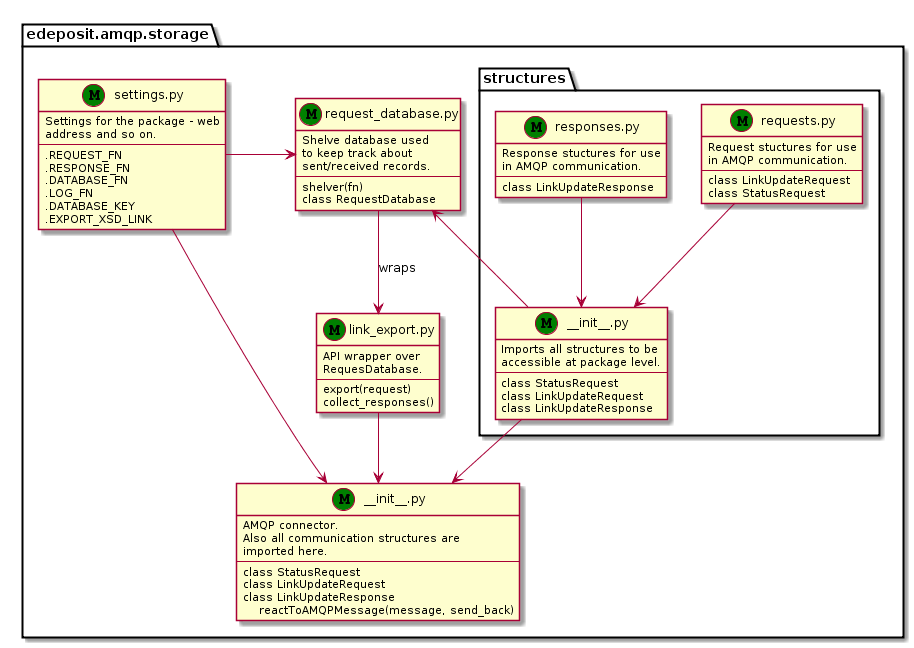 edeposit.amqp.storage
M settings.py
Settings for the package - web
address and so on.
.REQUEST_FN
.RESPONSE_FN
.DATABASE_FN
.LOG_FN
.DATABASE_KEY
.EXPORT_XSD_LINK
M request_database.py
Shelve database used
to keep track about
sent/received records.
shelver(fn)
class RequestDatabase
structures
M responses.py
Response stuctures for use
in AMQP communication.
class LinkUpdateResponse
M requests.py
Request stuctures for use
in AMQP communication.
class LinkUpdateRequest
class StatusRequest
wraps
M link_export.py
API wrapper over
RequesDatabase.
export(request)
collect_responses()
M __init__.py
Imports all structures to be
accessible at package level.
class StatusRequest
class LinkUpdateRequest
class LinkUpdateResponse
M __init__.py
AMQP connector.
Also all communication structures are
imported here.
class StatusRequest
class LinkUpdateRequest
class LinkUpdateResponse
reactToAMQPMessage(message, send_back)